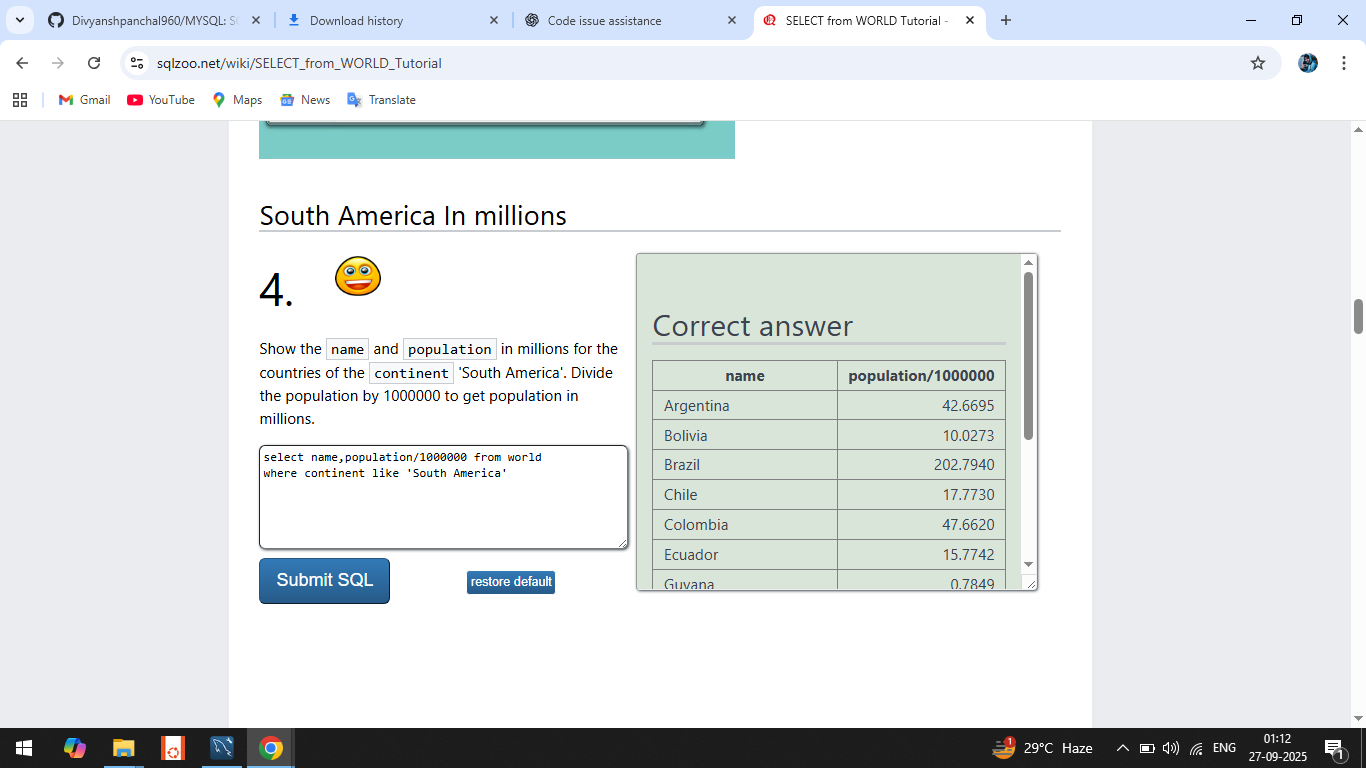 Divyanshpanchal960/MYSQL: S
Download history
Code issue assistance
SELECT from WORLD Tutorial -
sqlzoo.net/wiki/SELECT_from_WORLD_Tutorial
Gmail YouTube Maps News Translate
South America In millions
4.
Show the name and population in millions for the
countries of the continent 'South America'. Divide
the population by 1000000 to get population in
millions.
select name,population/1000000 from world
where continent like 'South America'
Submit SQL
restore default
Correct answer
name population/1000000
Argentina 42.6695
Bolivia 10.0273
Brazil 202.7940
Chile 17.7730
Colombia 47.6620
Ecuador 15.7742
Guyana 0.7849
1
29°C Haze
ENG
01:12
27-09-2025
1